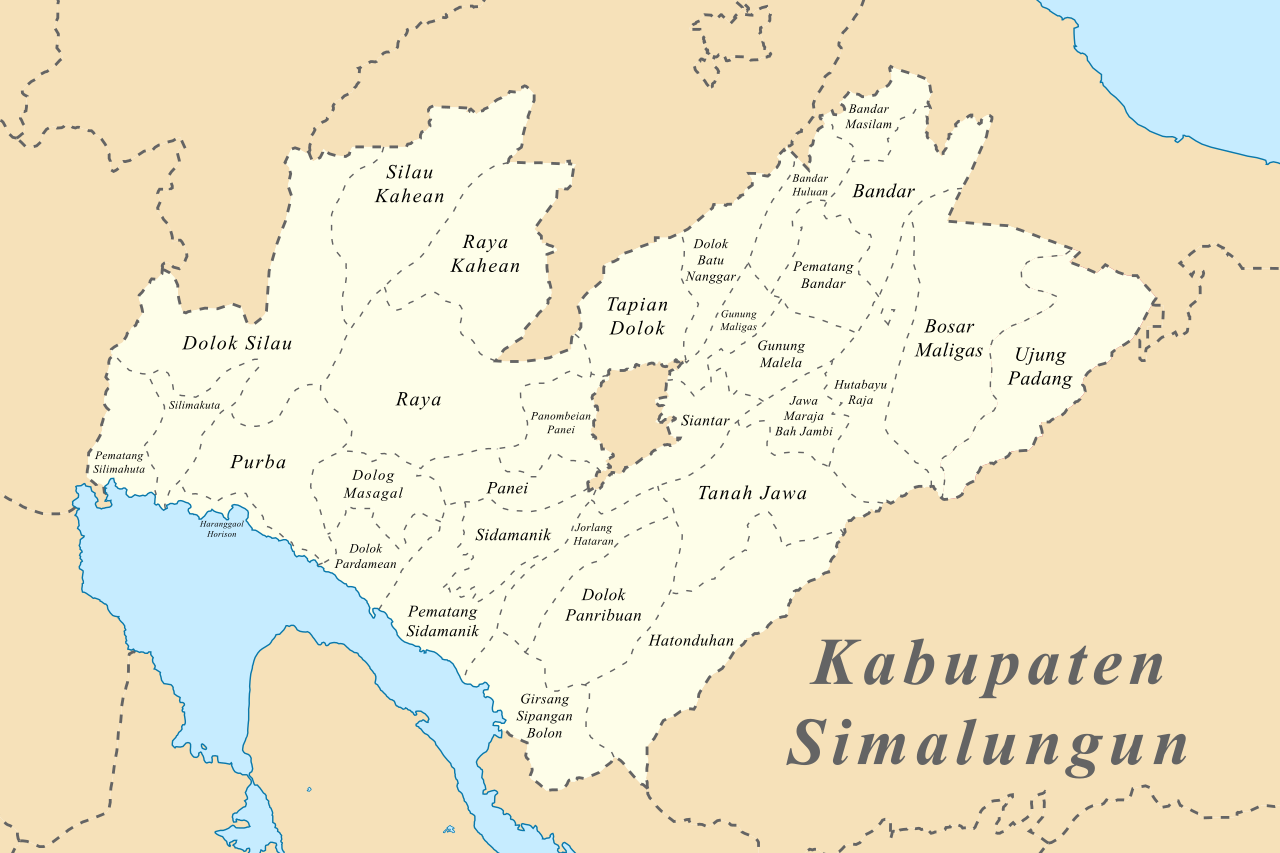 Bandar
Masilam
Silau
Kahean
Bandar
Huluan
Bandar
Raya
Kahean
Dolok
Batu
Nanggar
Pematang
Bandar
Tapian
Dolok
Gunung
Maligas
Bosar
Maligas
Dolok Silau
Gunung
Malela
Ujung
Padang
Hutabayu
Raja
Raya
Silimakuta
Jawa
Maraja
Bah Jambi
Panombeian
Panei
Siantar
Pematang
Silimahuta
Purba
Dolog
Masagal
Panei
Tanah Jawa
Haranggaol
Horison
Sidamanik
Jorlang
Hataran
Dolok
Pardamean
Dolok
Panribuan
Pematang
Sidamanik
Hatonduhan
Girsang
Sipangan
Bolon
Kabupaten
Simalungun